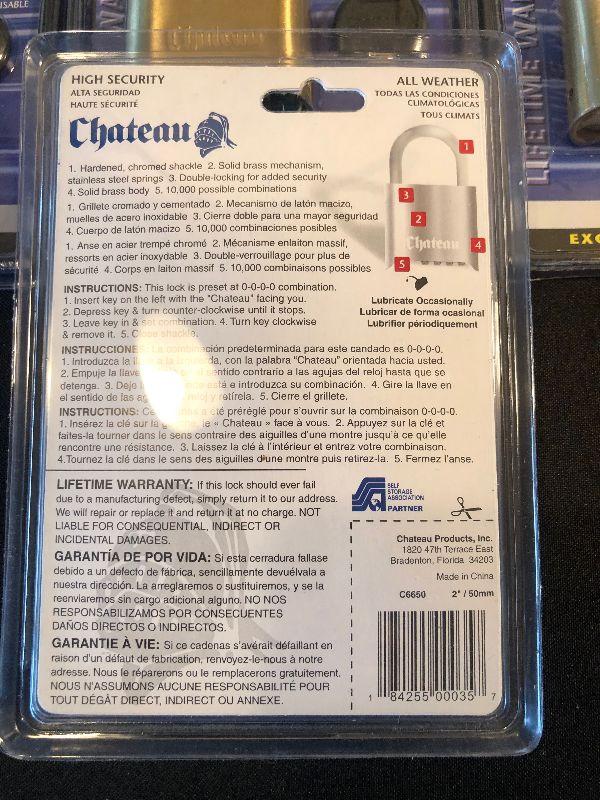 ISABLE
Chateau
LIFETIME WAR
EXC
HIGH SECURITY
ALTA SEGURIDAD
HAUTE SÉCURITÉ
Chateau
ALL WEATHER
TODAS LAS CONDICIONES
CLIMATOLÓGICAS
TOUS CLIMATS
1. Hardened, chromed shackle 2. Solid brass mechanism,
stainless steel springs 3. Double-locking for added security
4. Solid brass body 5. 10,000 possible combinations
1. Grillete cromado y cementado 2. Mecanismo de latón macizo,
muelles de acero inoxidable 3. Cierre doble para una mayor seguridad
4. Cuerpo de latón macizo 5. 10,000 combinaciones posibles
1. Anse en acier trempé chromé 2. Mécanisme enlaiton massif,
ressorts en acier inoxydable 3. Double-verrouillage pour plus de
sécurité 4. Corps en laiton massif 5. 10,000 combinaisons possibles
1
3
2
Chateau
4
5
Lubricate Occasionally
Lubricar de forma ocasional
Lubrifier périodiquement
INSTRUCTIONS: This lock is preset at 0-0-0-0 combination.
1. Insert key on the left with the "Chateau" facing you.
2. Depress key & turn counter-clockwise until it stops.
3. Leave key in & set combination. 4. Turn key clockwise
& remove it. 5. Close shackle.
INSTRUCCIONES: La combinación predeterminada para este candado es 0-0-0-0.
1. Introduzca la llave a la izquierda, con la palabra "Chateau" orientada hacia usted.
2. Empuje la llave por el sentido contrario a las agujas del reloj hasta que se
detenga. 3. Deje está e introduzca su combinación. 4. Gire la llave en
el sentido de las reloj y retírela. 5. Cierre el grillete.
INSTRUCTIONS: a été préréglé pour s'ouvrir sur la combinaison 0-0-0-0.
1. Insérez la clé sur la gauche, le « Chateau » face à vous. 2. Appuyez sur la clé et
faites-la tourner dans le sens contraire des aiguilles d'une montre jusqu'à ce qu'elle
rencontre une résistance. 3. Laissez la clé à l'intérieur et entrez votre combinaison.
4.Tournez la clé dans le sens des aiguilles d'une montre puis retirez-la. 5. Fermez l'anse.
LIFETIME WARRANTY: If this lock should ever fail
due to a manufacturing defect, simply return it to our address.
We will repair or replace it and return it at no charge. NOT
LIABLE FOR CONSEQUENTIAL, INDIRECT OR
INCIDENTAL DAMAGES.
GARANTÍA DE POR VIDA: Si esta cerradura fallase
debido a un defecto de fábrica, sencillamente devuélvala a
nuestra dirección. La arreglaremos o sustituiremos, y se la
reenviaremos sin cargo adicional alguno. NO NOS
RESPONSABILIZAMOS POR CONSECUENTES
DAÑOS DIRECTOS O INDIRECTOS.
GARANTIE À VIE: Si ce cadenas s'avérait défaillant en
raison d'un défaut de fabrication, renvoyez-le-nous à notre
adresse. Nous le réparerons ou le remplacerons gratuitement.
NOUS N'ASSUMONS AUCUNE RESPONSABILITÉ POUR
TOUT DÉGÂT DIRECT, INDIRECT OU ANNEXE.
SELF
STORAGE
ASSOCIATION
PARTNER
Chateau Products, Inc.
1820 47th Terrace East
Bradenton, Florida 34203
Made in China
C6650 2" / 50mm
1 84255 00035 7